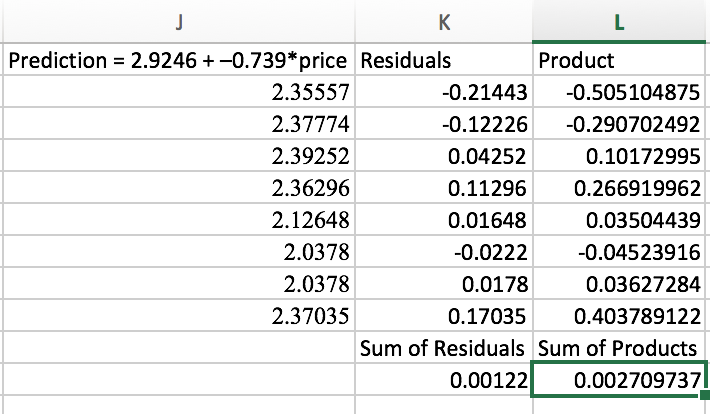 J K L
Prediction = 2.9246 + –0.739*price Residuals Product
2.35557 -0.21443 -0.505104875
2.37774 -0.12226 -0.290702492
2.39252 0.04252 0.10172995
2.36296 0.11296 0.266919962
2.12648 0.01648 0.03504439
2.0378 -0.0222 -0.04523916
2.0378 0.0178 0.03627284
2.37035 0.17035 0.403789122
Sum of Residuals Sum of Products
0.00122 0.002709737